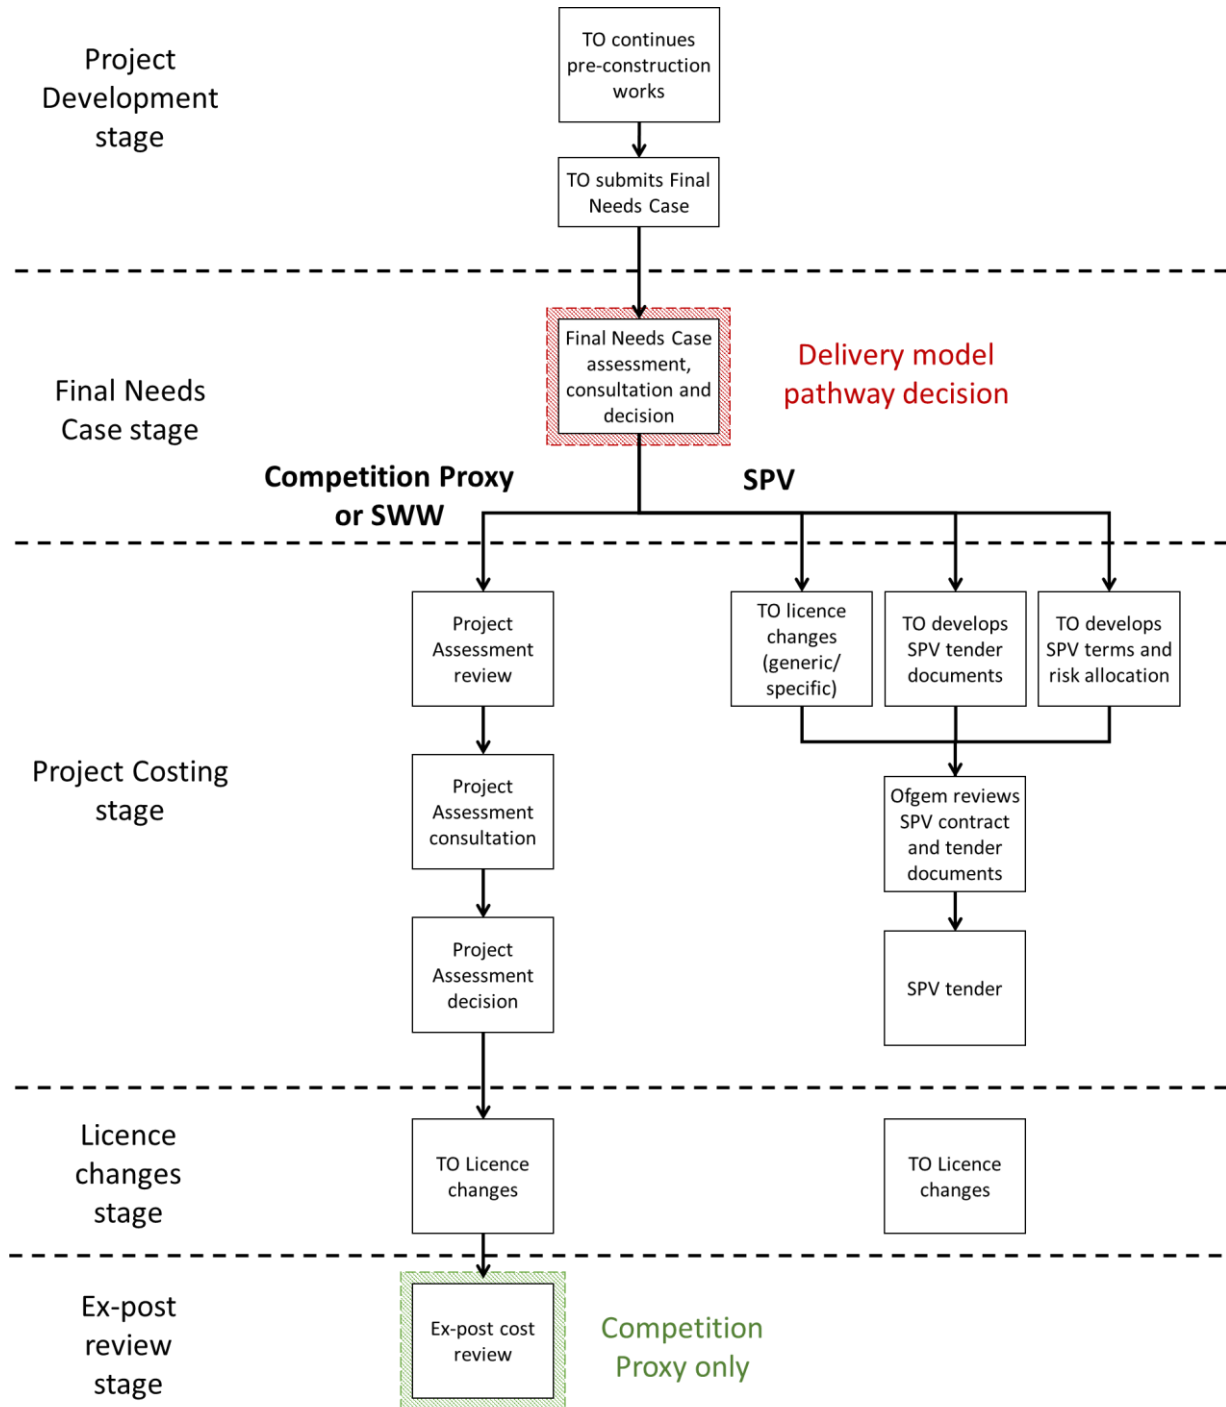 Project
Development
stage
TO continues
pre-construction
works
TO submits Final
Needs Case
Final Needs
Case stage
Final Needs Case
assessment,
consultation and
decision
Delivery model
pathway decision
Competition Proxy
or SWW
SPV
Project Costing
stage
Project
Assessment
review
TO licence
changes
(generic/
specific)
TO develops
SPV tender
documents
TO develops
SPV terms and
risk allocation
Project
Assessment
consultation
Ofgem reviews
SPV contract
and tender
documents
Project
Assessment
decision
SPV tender
Licence
changes
stage
TO Licence
changes
TO Licence
changes
Ex-post
review
stage
Ex-post cost
review
Competition
Proxy only